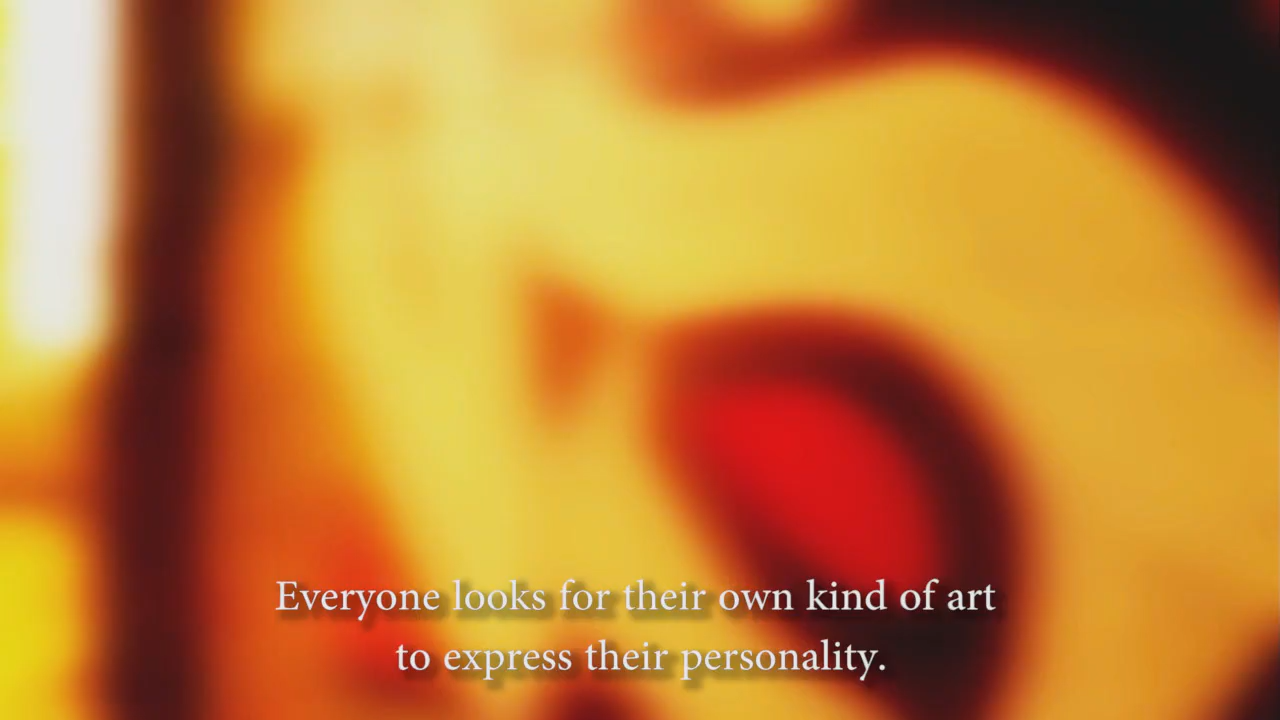 Everyone looks for their own kind of art
to express their personality.